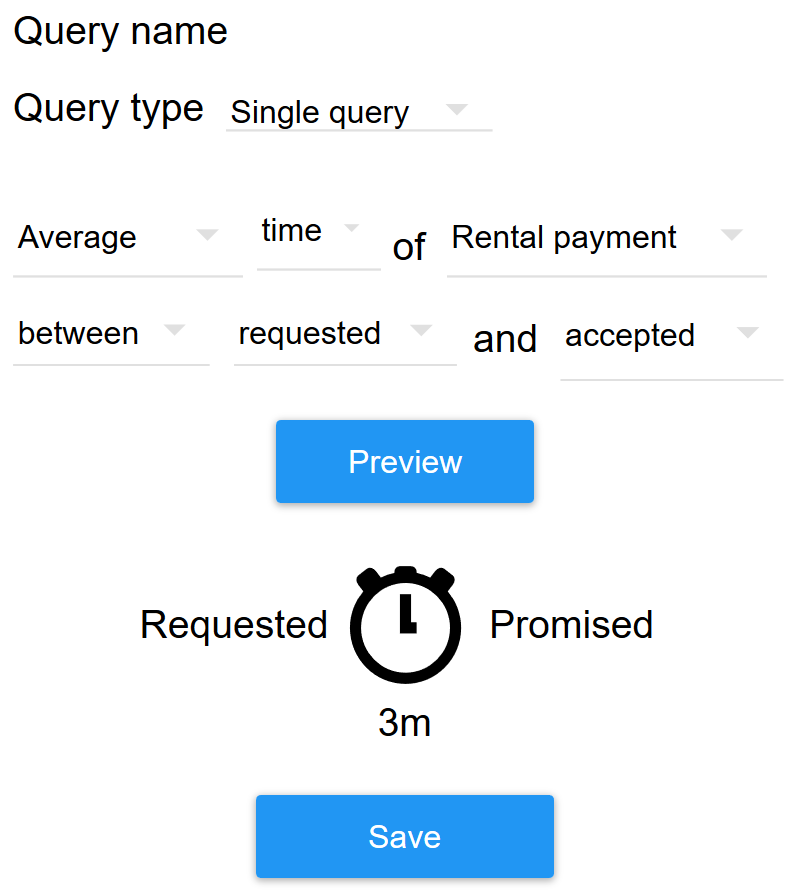 Query name
Query type Single query
Average time of Rental payment
between requested and accepted
Preview
Requested Promised
3m
Save